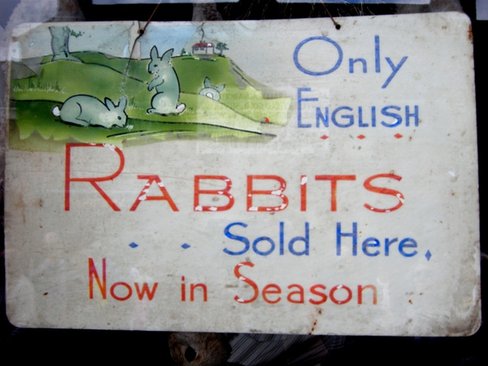 Only
ENGLISH
RABBITS
Sold Here.
Now in Season